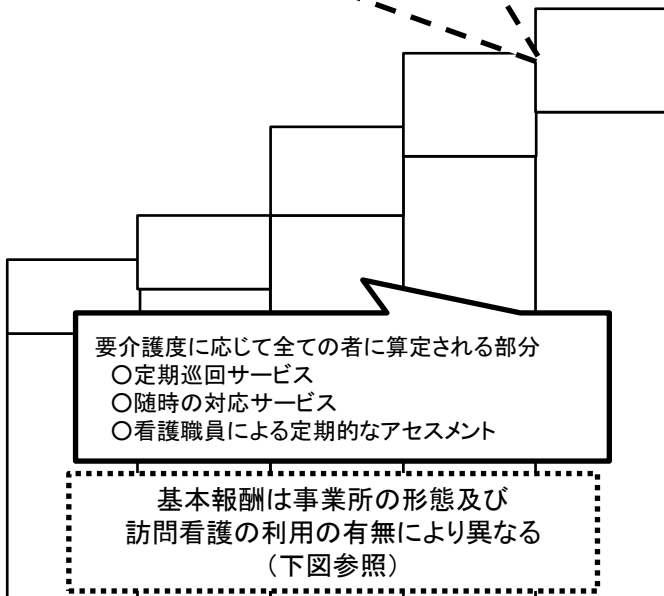 要介護度に応じて全ての者に算定される部分
○定期巡回サービス
○随時の対応サービス
○看護職員による定期的なアセスメント
基本報酬は事業所の形態及び
訪問看護の利用の有無により異なる
(下図参照)